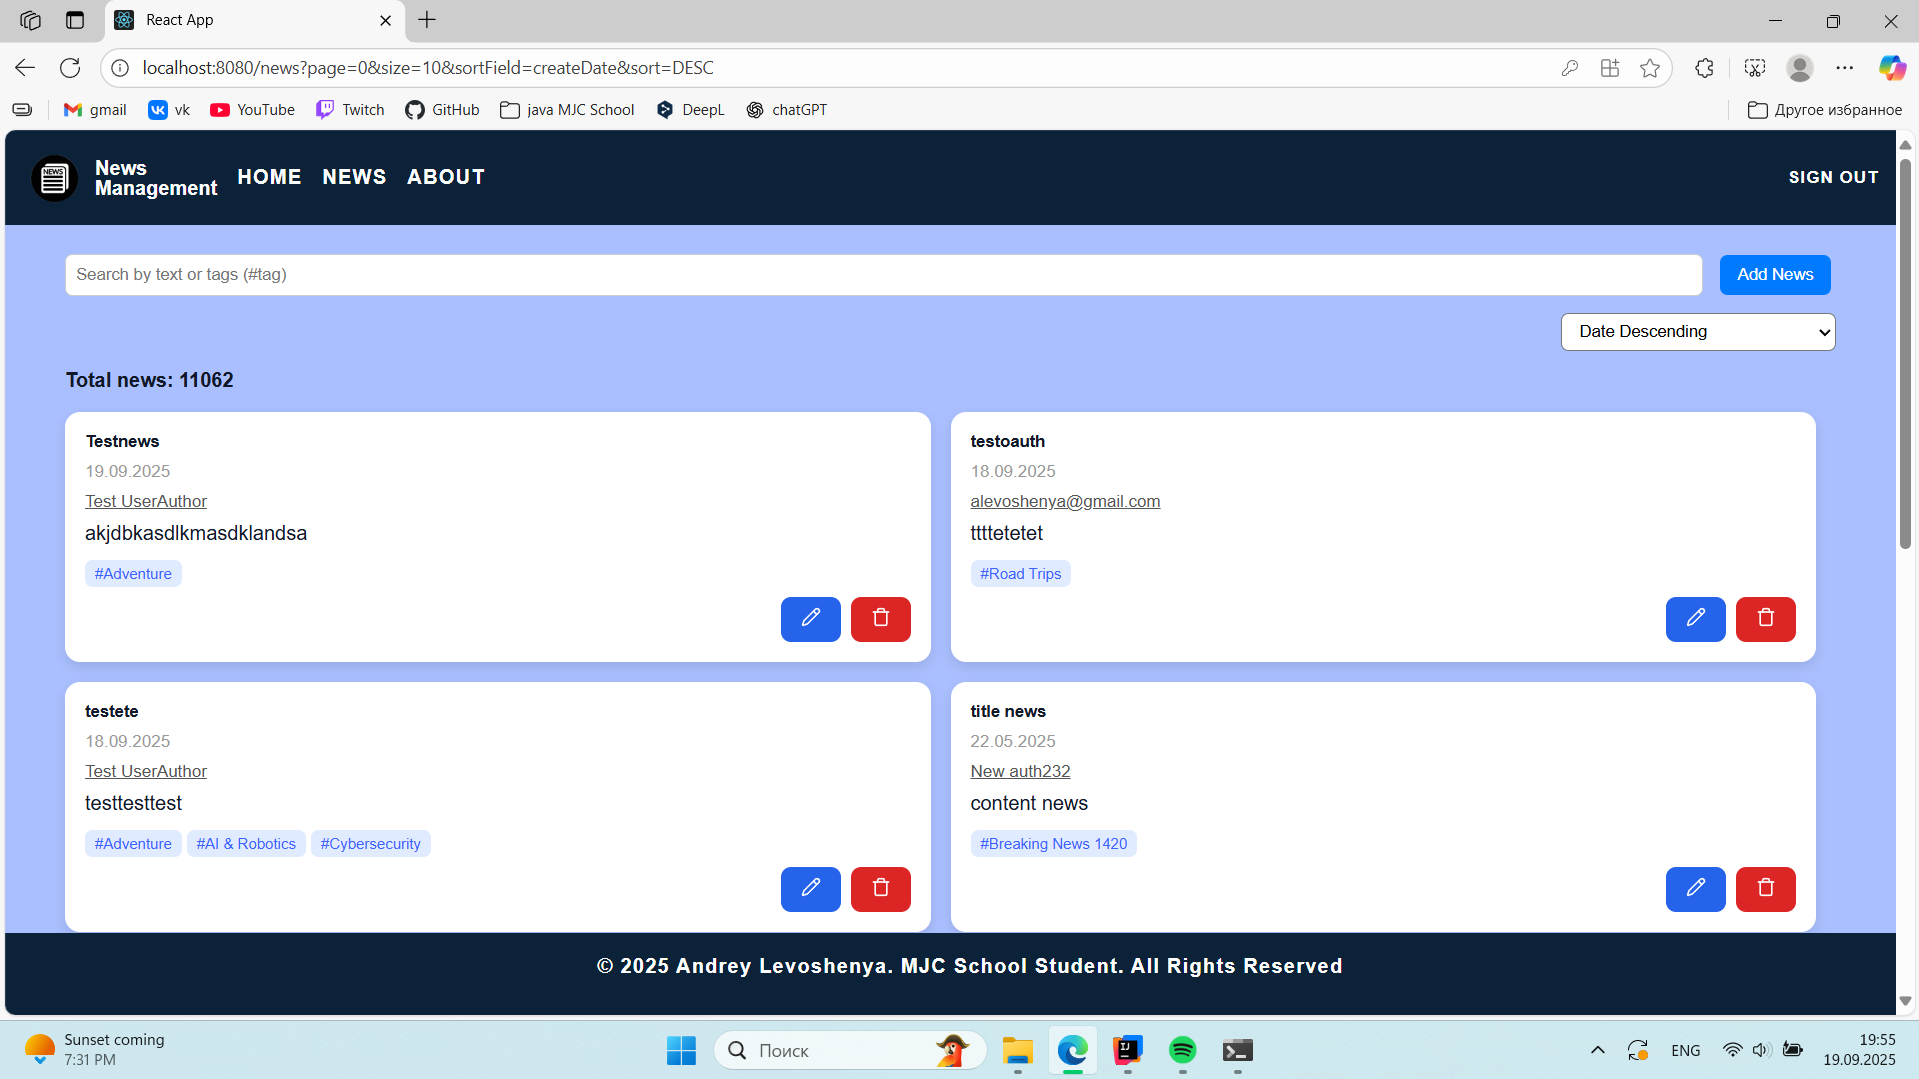 React App
localhost:8080/news?page=0&size=10&sortField=createDate&sort=DESC
gmail
vk
YouTube
Twitch
GitHub
java MJC School
DeepL
chatGPT
Другое избранное
NEWS
News
Management
HOME
NEWS
ABOUT
SIGN OUT
Search by text or tags (#tag)
Add News
Date Descending
Total news: 11062
Testnews
19.09.2025
Test UserAuthor
akjdbkasdlkmasdklandsa
#Adventure
testoauth
18.09.2025
alevoshenya@gmail.com
ttttetetet
#Road Trips
testete
18.09.2025
Test UserAuthor
testtesttest
#Adventure #AI & Robotics #Cybersecurity
title news
22.05.2025
New auth232
content news
#Breaking News 1420
© 2025 Andrey Levoshenya. MJC School Student. All Rights Reserved
Sunset coming
7:31 PM
Поиск
IJ
ENG
19:55
19.09.2025